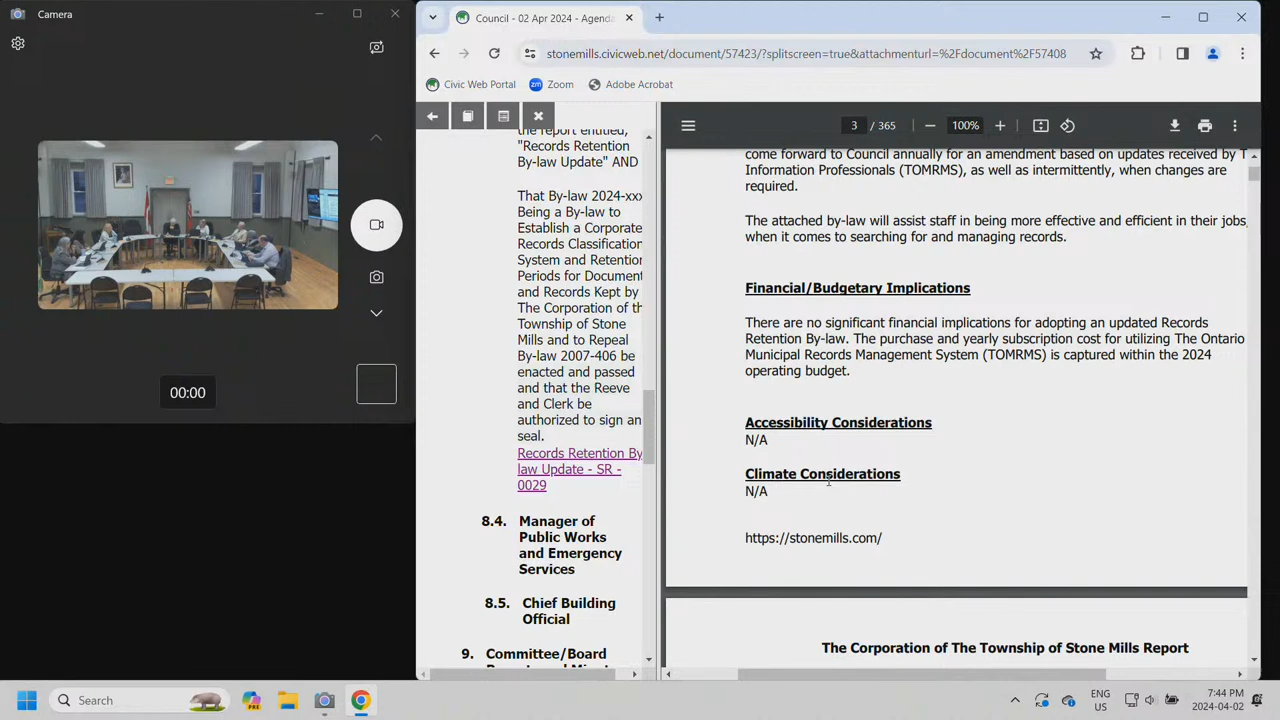 Camera
Council - 02 Apr 2024 - Agenda
stonemills.civicweb.net/document/57423/?splitscreen=true&attachmenturl=%2Fdocument%2F57408
Civic Web Portal
zm Zoom
Adobe Acrobat
3 / 365
100%
00:00
the report entitled,
"Records Retention
By-law Update" AND
That By-law 2024-xxx
Being a By-law to
Establish a Corporate
Records Classification
System and Retention
Periods for Document
and Records Kept by
The Corporation of th
Township of Stone
Mills and to Repeal
By-law 2007-406 be
enacted and passed
and that the Reeve
and Clerk be
authorized to sign an
seal.
Records Retention By
law Update - SR -
0029
8.4. Manager of
Public Works
and Emergency
Services
8.5. Chief Building
Official
9. Committee/Board
come forward to Council annually for an amendment based on updates received by T
Information Professionals (TOMRMS), as well as intermittently, when changes are
required.
The attached by-law will assist staff in being more effective and efficient in their jobs,
when it comes to searching for and managing records.
Financial/Budgetary Implications
There are no significant financial implications for adopting an updated Records
Retention By-law. The purchase and yearly subscription cost for utilizing The Ontario
Municipal Records Management System (TOMRMS) is captured within the 2024
operating budget.
Accessibility Considerations
N/A
Climate Considerations
N/A
https://stonemills.com/
The Corporation of The Township of Stone Mills Report
Search
PRE
ENG
US
7:44 PM
2024-04-02